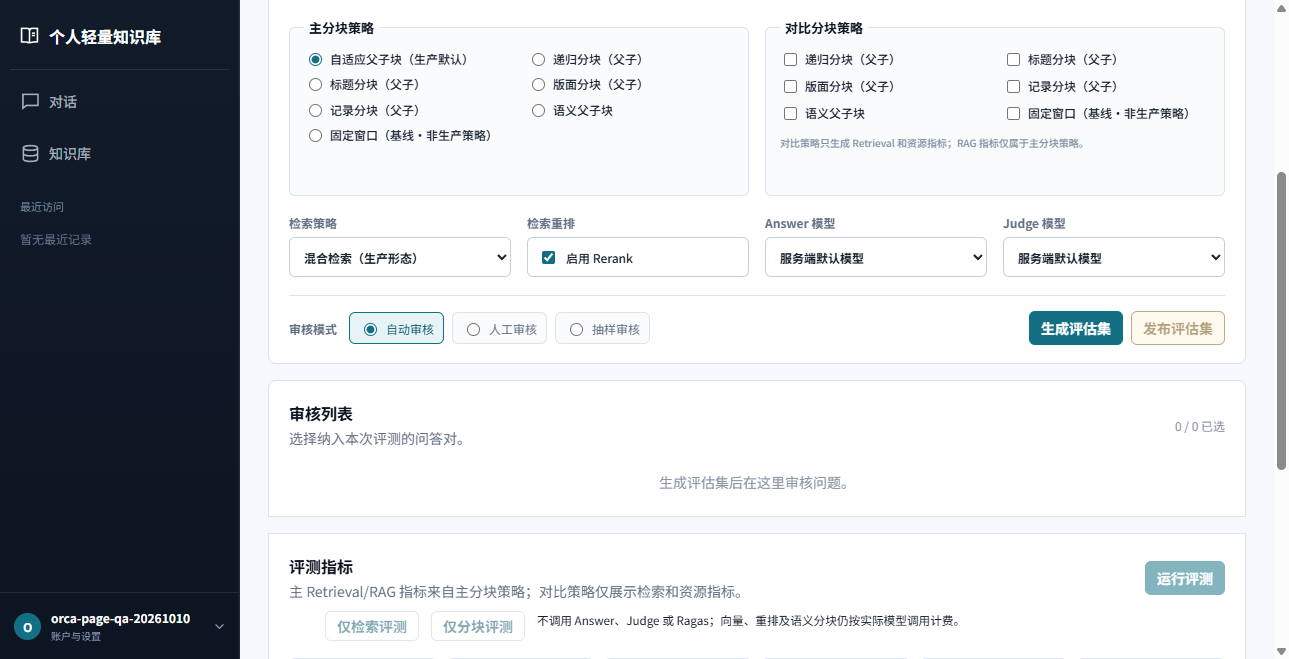 个人轻量知识库
对话
知识库
最近访问
暂无最近记录
orca-page-qa-20261010
账户与设置
O
主分块策略
自适应父子块（生产默认）
递归分块（父子）
标题分块（父子）
版面分块（父子）
记录分块（父子）
语义父子块
固定窗口（基线·非生产策略）
对比分块策略
递归分块（父子）
标题分块（父子）
版面分块（父子）
记录分块（父子）
语义父子块
固定窗口（基线·非生产策略）
对比策略只生成 Retrieval 和资源指标；RAG 指标仅属于主分块策略。
检索策略
检索重排
Answer 模型
Judge 模型
混合检索（生产形态）
启用 Rerank
服务端默认模型
服务端默认模型
审核模式
自动审核
人工审核
抽样审核
生成评估集
发布评估集
审核列表
选择纳入本次评测的问答对。
0 / 0 已选
生成评估集后在这里审核问题。
评测指标
主 Retrieval/RAG 指标来自主分块策略；对比策略仅展示检索和资源指标。
运行评测
仅检索评测
仅分块评测
不调用 Answer、Judge 或 Ragas；向量、重排及语义分块仍按实际模型调用计费。